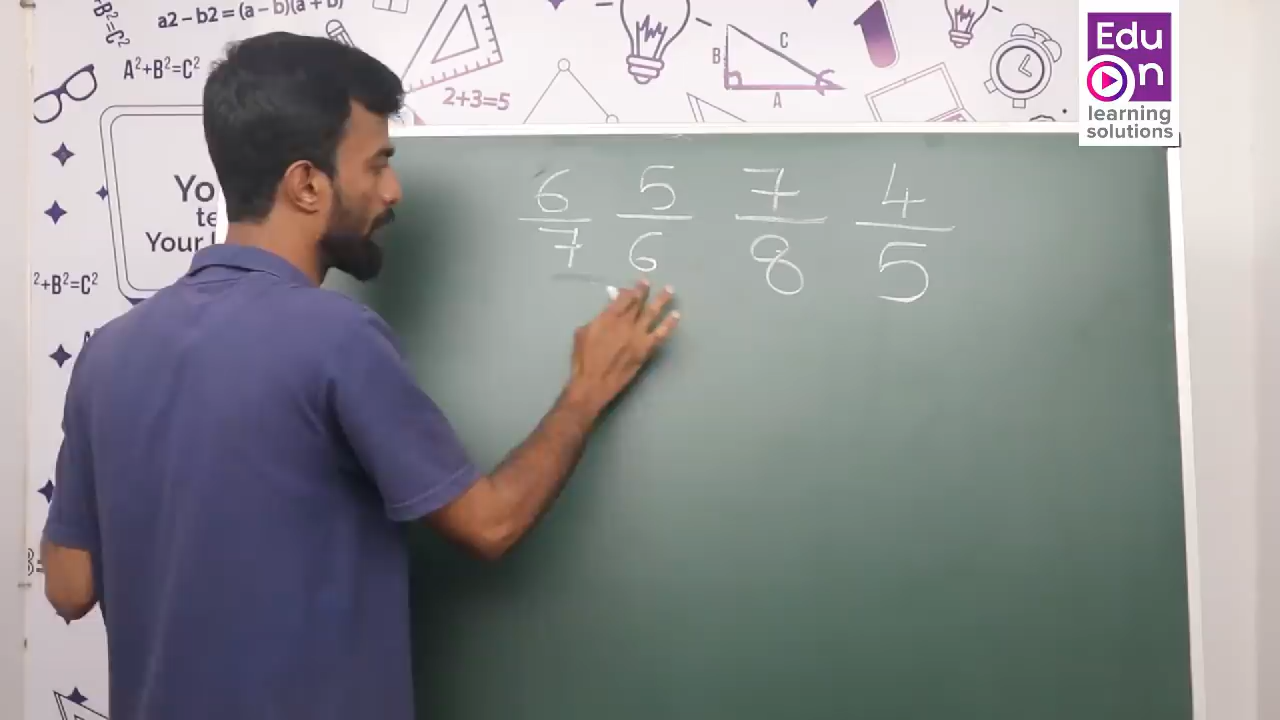 a2 – b2 = (a – b)(a + b)
A²+B²=C²
2+3=5
B
C
A
Edu
On
learning
solutions
Yo
te
Your
²+B²=C²
6/7 5/6 7/8 4/5